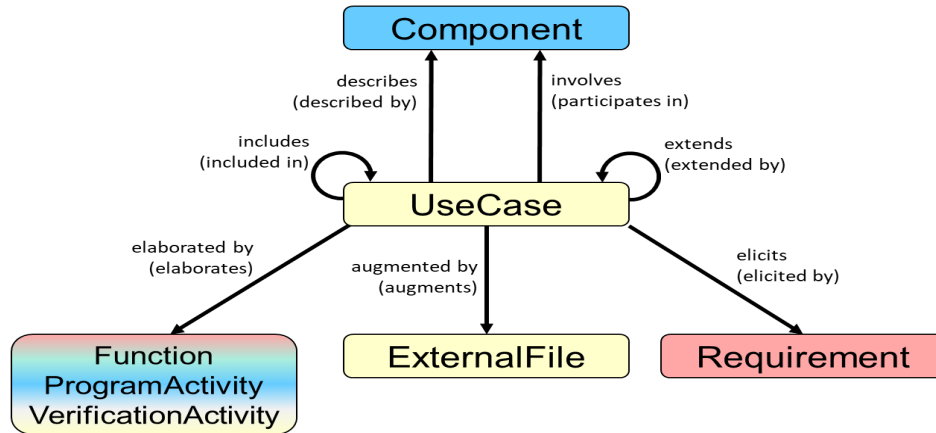 Component
describes
(described by)
involves
(participates in)
includes
(included in)
extends
(extended by)
UseCase
elaborated by
(elaborates)
augmented by
(augments)
elicits
(elicited by)
Function
ProgramActivity
VerificationActivity
ExternalFile
Requirement